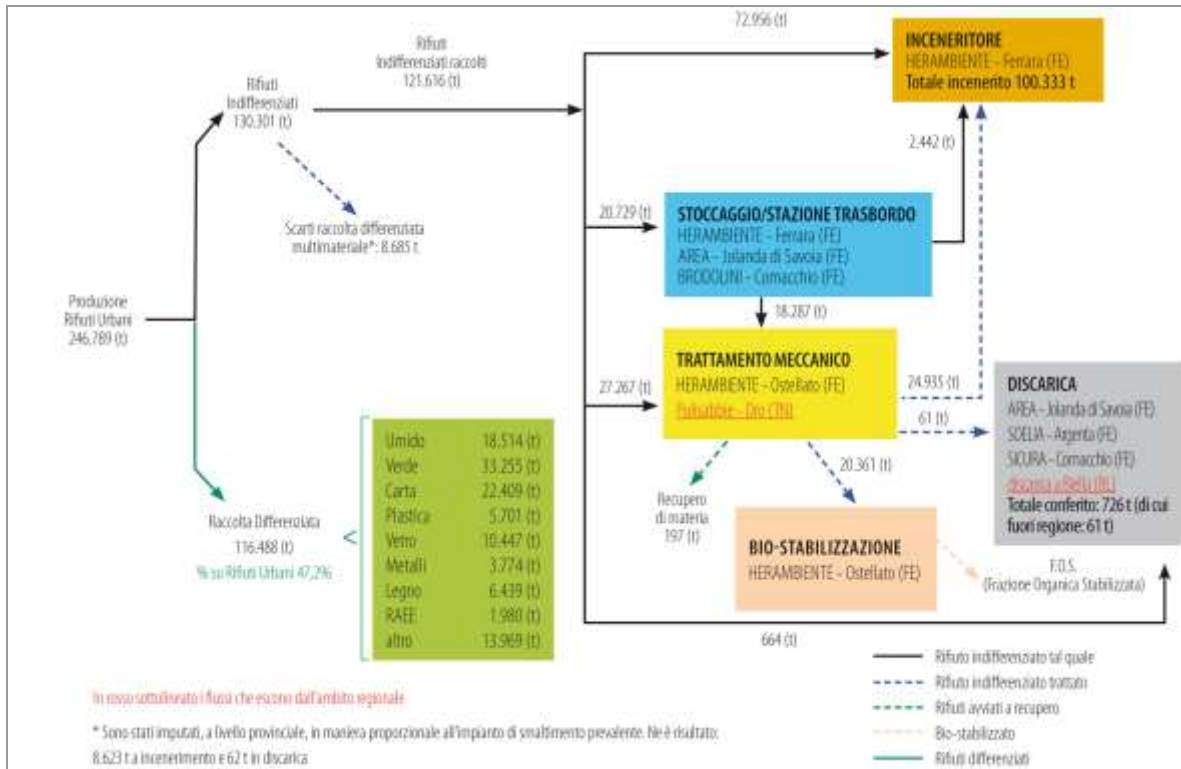 72.956 (t)
Rifiuti
Indifferenziati raccolti
121.616 (t)
INCENERITORE
HERAMBIENTE - Ferrara (FE)
Totale incenerito 100.333 t
Rifiuti
Indifferenziati
130.301 (t)
2.442 (t)
Scarti raccolta differenziata
multimateriale*: 8.685 t
20.729 (t)
STOCCAGGIO/STAZIONE TRASBORDO
HERAMBIENTE - Ferrara (FE)
AREA - Jolanda di Savoia (FE)
BRODOLINI - Comacchio (FE)
Produzione
Rifiuti Urbani
246.789 (t)
18.287 (t)
27.267 (t)
TRATTAMENTO MECCANICO
HERAMBIENTE - Ostellato (FE)
Pulisabbie - Dro (TN)
24.935 (t)
61 (t)
DISCARICA
AREA - Jolanda di Savoia (FE)
SOELIA - Argenta (FE)
SICURA - Comacchio (FE)
discarica a Biella (BL)
Totale conferito: 726 t (di cui
fuori regione: 61 t)
Umido 18.514 (t)
Verde 33.255 (t)
Carta 22.409 (t)
Plastica 5.701 (t)
Vetro 10.447 (t)
Metalli 3.774 (t)
Legno 6.439 (t)
RAEE 1.980 (t)
altro 13.969 (t)
20.361 (t)
Recupero
di materia
197 (t)
Raccolta Differenziata
116.488 (t)
% su Rifiuti Urbani 47,2%
BIO-STABILIZZAZIONE
HERAMBIENTE - Ostellato (FE)
F.O.S.
(Frazione Organica Stabilizzata)
664 (t)
Rifiuto indifferenziato tal quale
Rifiuto indifferenziato trattato
Rifiuti avviati a recupero
Bio-stabilizzato
Rifiuti differenziati
In rosso sottolineato i flussi che escono dall'ambito regionale
* Sono stati imputati, a livello provinciale, in maniera proporzionale all'impianto di smaltimento prevalente. Ne è risultato:
8.623 t a incenerimento e 62 t in discarica